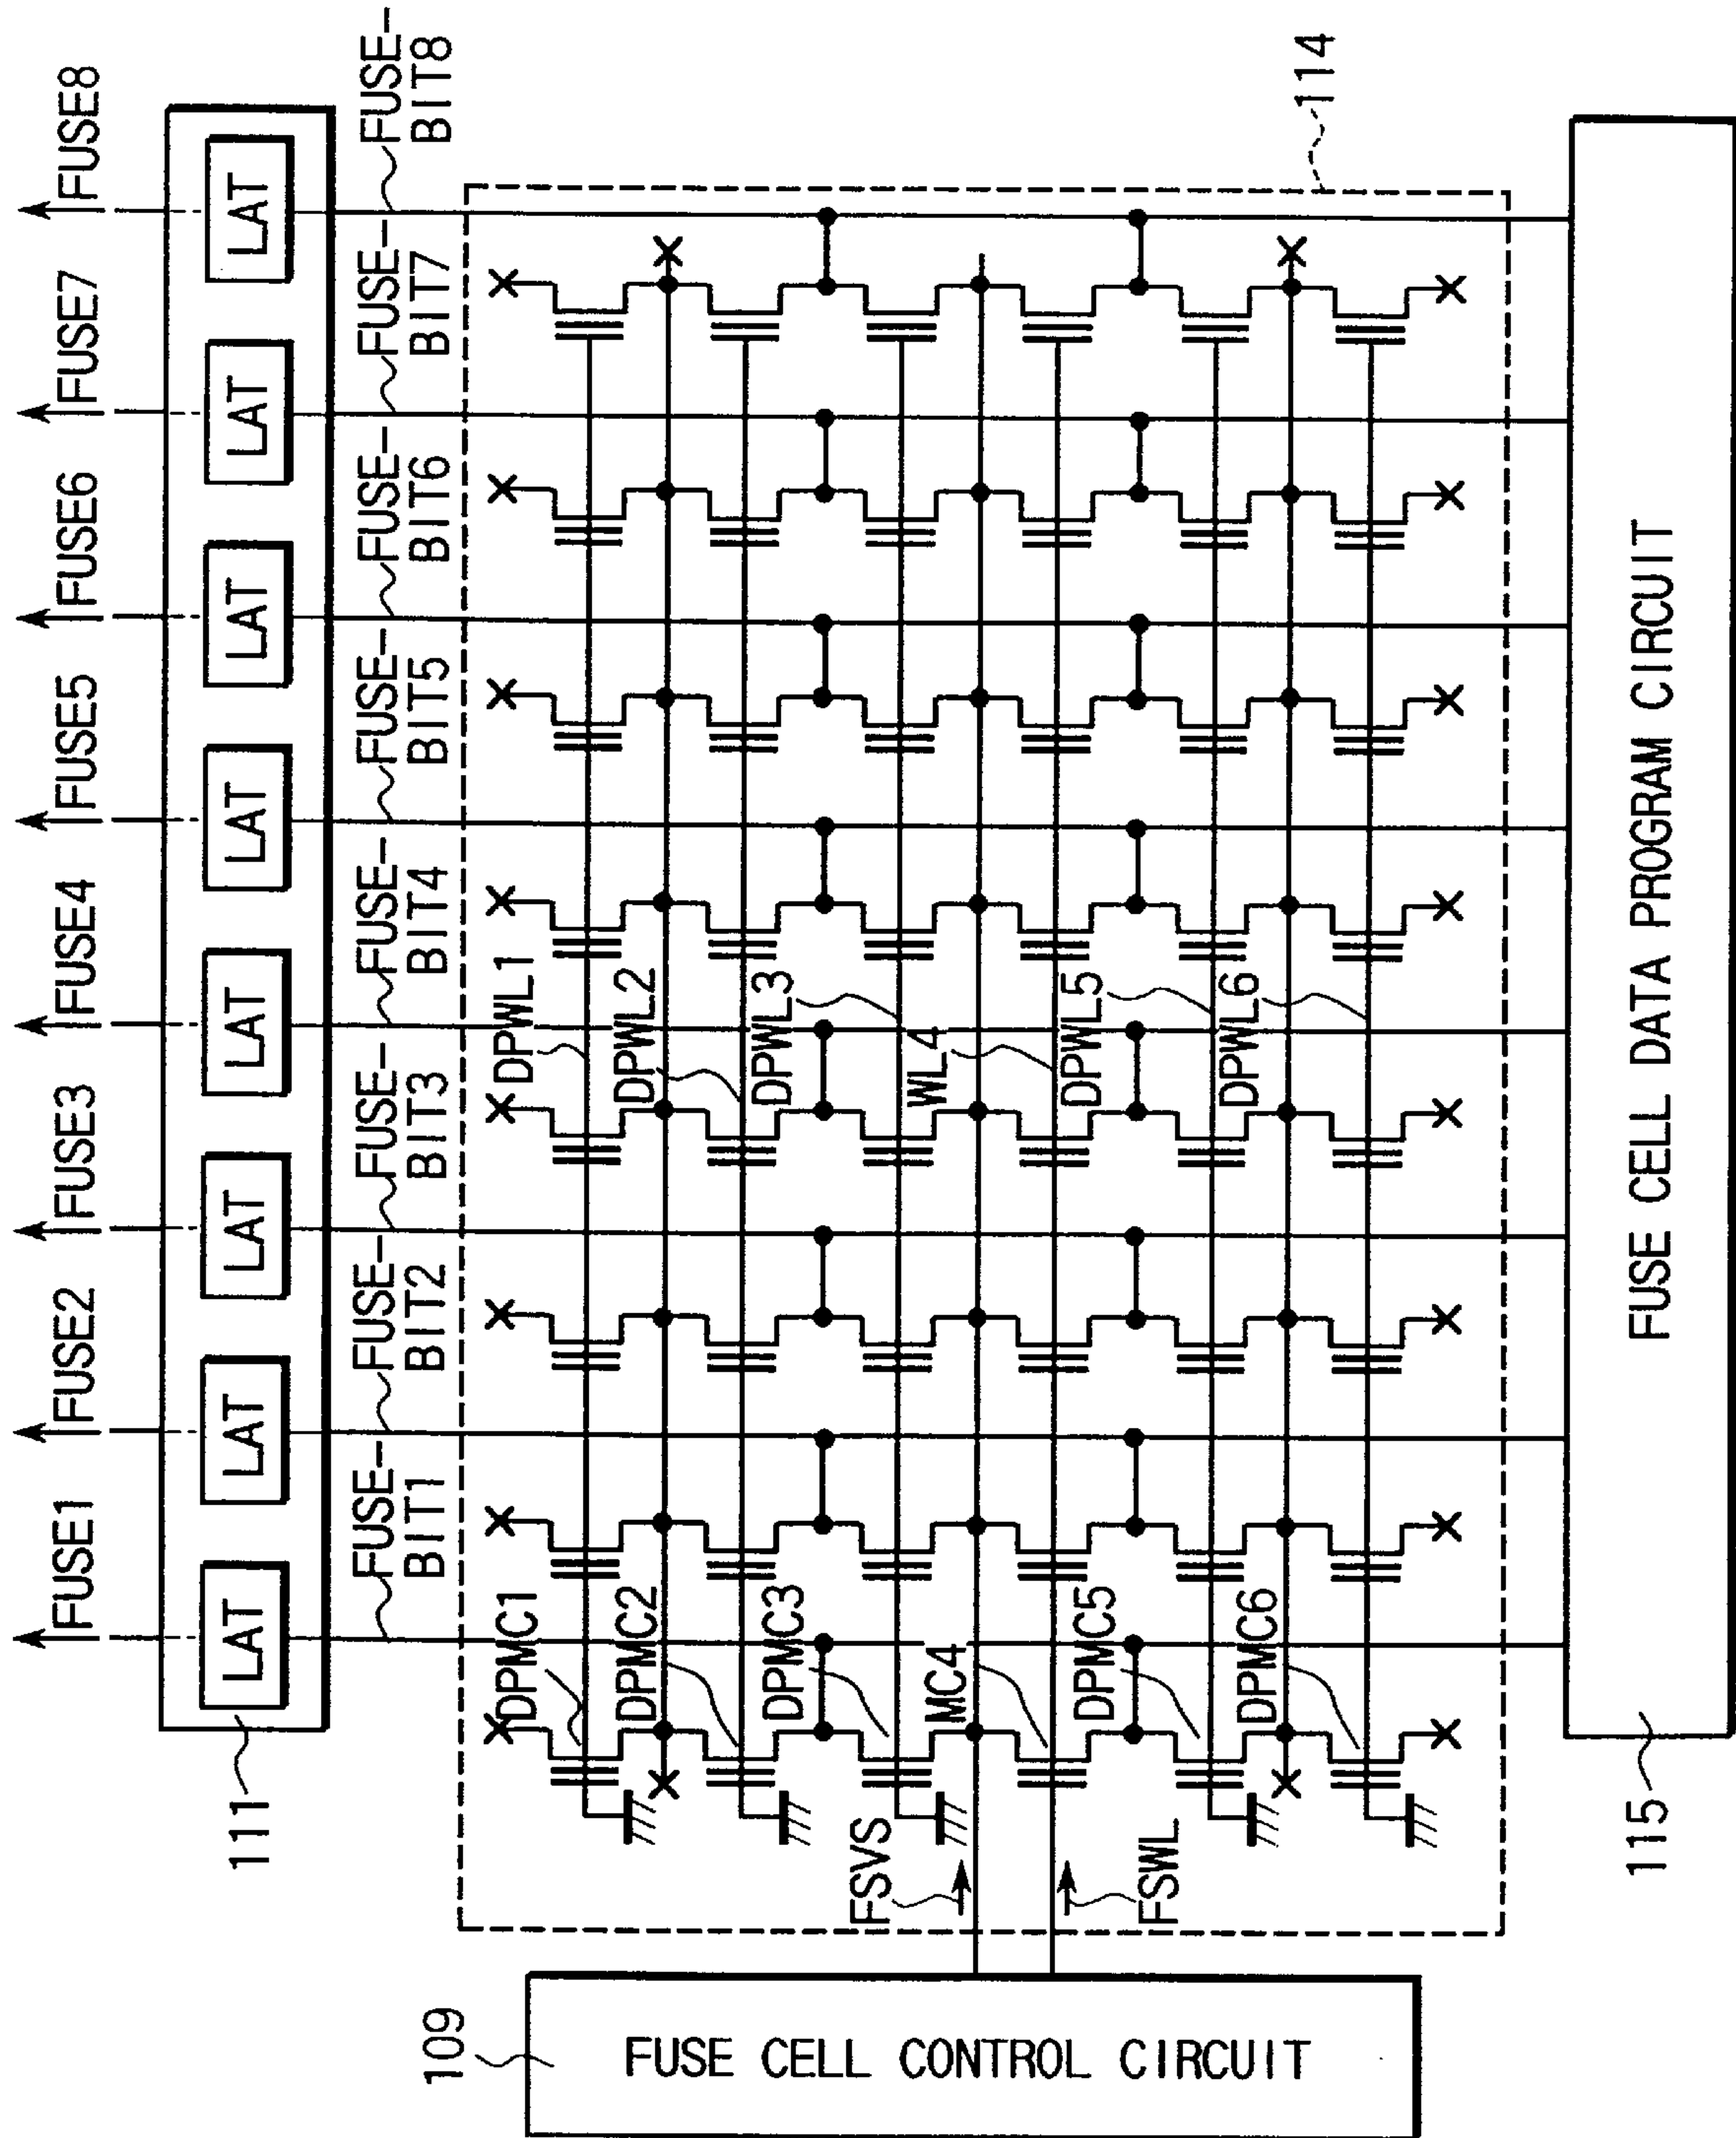 FUSE1
FUSE2
FUSE3
FUSE4
FUSE5
FUSE6
FUSE7
FUSE8
LAT
LAT
LAT
LAT
LAT
LAT
LAT
LAT
111
FUSE-
BIT1
FUSE-
BIT2
FUSE-
BIT3
FUSE-
BIT4
FUSE-
BIT5
FUSE-
BIT6
FUSE-
BIT7
FUSE-
BIT8
DPMC1
DPMC2
DPMC3
MC4
DPMC5
DPMC6
DPWL1
DPWL2
DPWL3
WL4
DPWL5
DPWL6
FSVS
FSWL
114
109
FUSE CELL CONTROL CIRCUIT
115
FUSE CELL DATA PROGRAM CIRCUIT